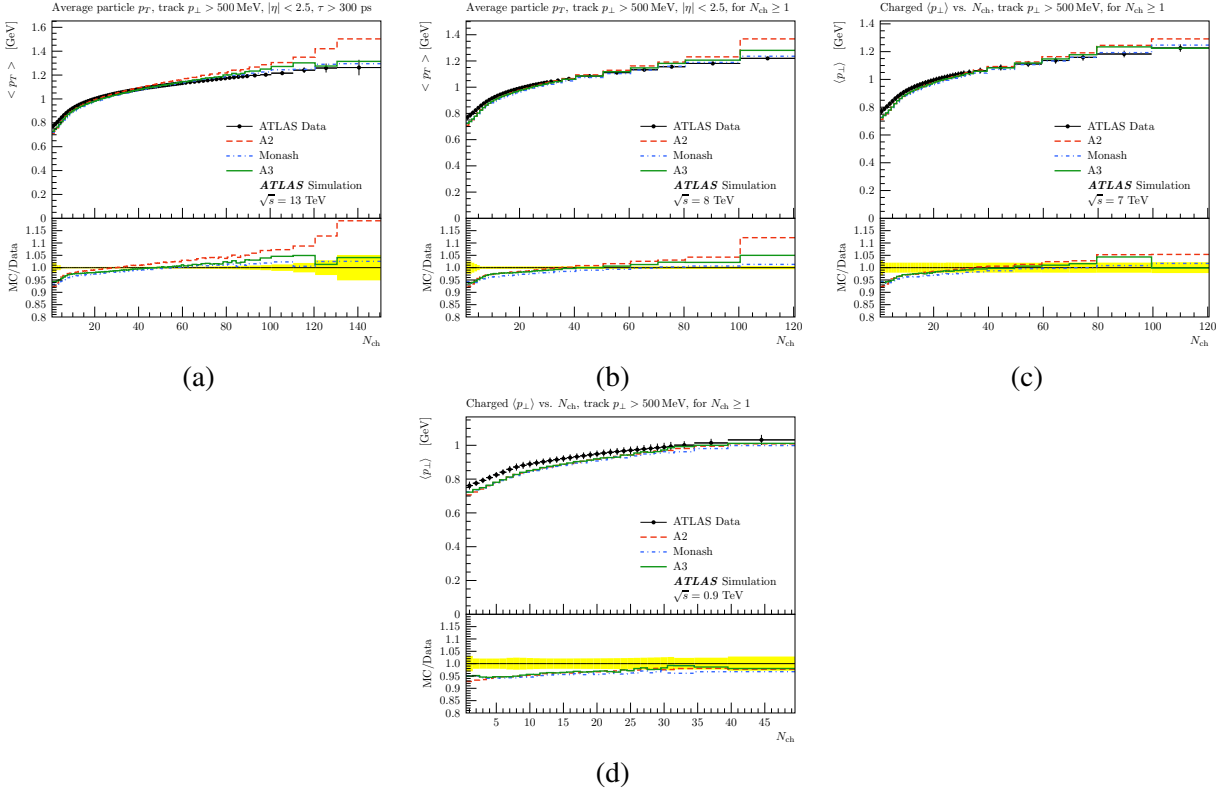 Average particle p_T, track p_⊥ > 500 MeV, |η| < 2.5, τ > 300 ps
< p_T > [GeV]
1.6
1.4
1.2
1
0.8
0.6
0.4
0.2
0
ATLAS Data
A2
Monash
A3
ATLAS Simulation
√s = 13 TeV
MC/Data
1.15
1.1
1.05
1.0
0.95
0.9
0.85
0.8
20 40 60 80 100 120 140
N_ch
(a)
Average particle p_T, track p_⊥ > 500 MeV, |η| < 2.5, for N_ch ≥ 1
< p_T > [GeV]
1.6
1.4
1.2
1
0.8
0.6
0.4
0.2
0
ATLAS Data
A2
Monash
A3
ATLAS Simulation
√s = 8 TeV
MC/Data
1.15
1.1
1.05
1.0
0.95
0.9
0.85
0.8
20 40 60 80 100 120
N_ch
(b)
Charged ⟨p_⊥⟩ vs. N_ch, track p_⊥ > 500 MeV, for N_ch ≥ 1
⟨p_⊥⟩ [GeV]
1.4
1.2
1
0.8
0.6
0.4
0.2
0
ATLAS Data
A2
Monash
A3
ATLAS Simulation
√s = 7 TeV
MC/Data
1.15
1.1
1.05
1.0
0.95
0.9
0.85
0.8
20 40 60 80 100 120
N_ch
(c)
Charged ⟨p_⊥⟩ vs. N_ch, track p_⊥ > 500 MeV, for N_ch ≥ 1
⟨p_⊥⟩ [GeV]
1
0.8
0.6
0.4
0.2
0
ATLAS Data
A2
Monash
A3
ATLAS Simulation
√s = 0.9 TeV
MC/Data
1.15
1.1
1.05
1.0
0.95
0.9
0.85
0.8
5 10 15 20 25 30 35 40 45
N_ch
(d)